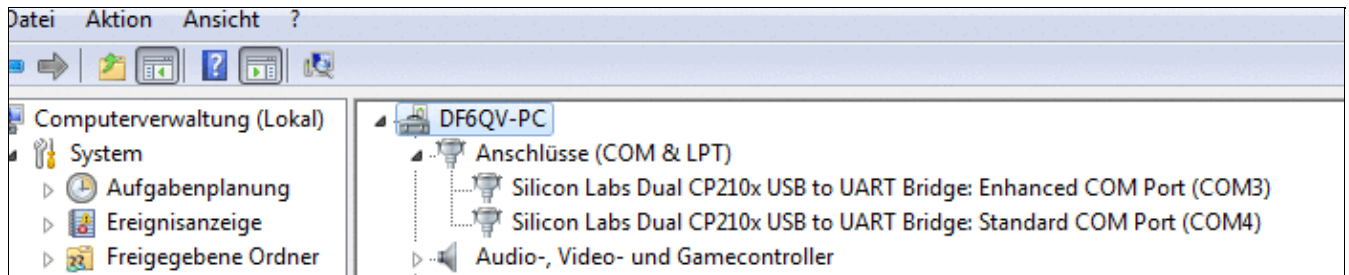 Datei Aktion Ansicht ?
Computerverwaltung (Lokal)
System
Aufgabenplanung
Ereignisanzeige
Freigegebene Ordner
DF6QV-PC
Anschlüsse (COM & LPT)
Silicon Labs Dual CP210x USB to UART Bridge: Enhanced COM Port (COM3)
Silicon Labs Dual CP210x USB to UART Bridge: Standard COM Port (COM4)
Audio-, Video- und Gamecontroller